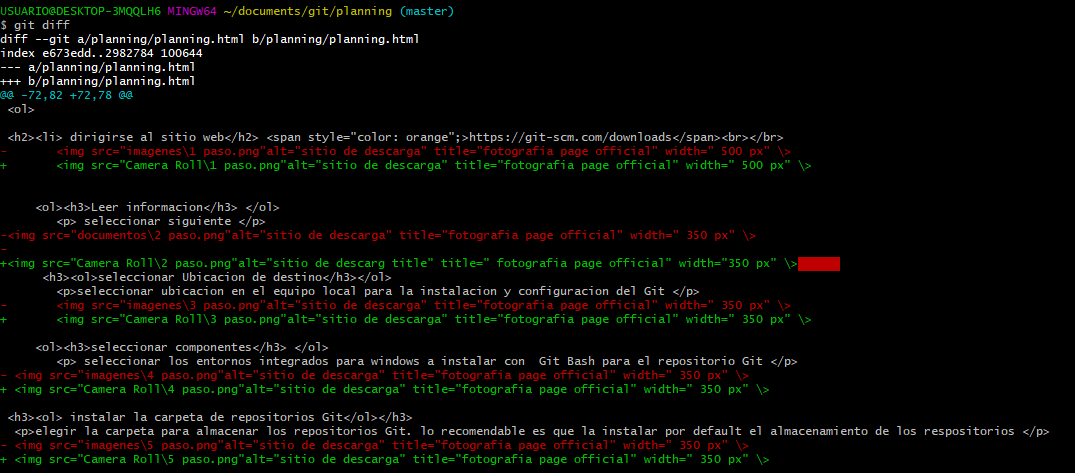 USUARIO@DESKTOP-3MQQLH6 MINGW64 ~/documents/git/planning (master)
$ git diff
diff --git a/planning/planning.html b/planning/planning.html
index e673edd..2982784 100644
--- a/planning/planning.html
+++ b/planning/planning.html
@@ -72,82 +72,78 @@
 <ol>
 <h2><li> dirigirse al sitio web</h2> <span style="color: orange";>https://git-scm.com/downloads</span><br></br>
-       <img src="imagenes\1 paso.png"alt="sitio de descarga" title="fotografia page official" width=" 500 px" \>
+       <img src="Camera Roll\1 paso.png"alt="sitio de descarga" title="fotografia page official" width=" 500 px" \>
     <ol><h3>Leer informacion</h3> </ol>
        <p> seleccionar siguiente </p>
-<img src="documentos\2 paso.png"alt="sitio de descarga" title="fotografia page official" width=" 350 px" \>
-
+<img src="Camera Roll\2 paso.png"alt="sitio de descarg title" title=" fotografia page official" width="350 px" \>
      <h3><ol>seleccionar Ubicacion de destino</h3></ol>
        <p>seleccionar ubicacion en el equipo local para la instalacion y configuracion del Git </p>
-       <img src="imagenes\3 paso.png"alt="sitio de descarga" title="fotografia page official" width=" 350 px" \>
+       <img src="Camera Roll\3 paso.png"alt="sitio de descarga" title="fotografia page official" width=" 350 px" \>
     <ol><h3>seleccionar componentes</h3> </ol>
        <p> seleccionar los entornos integrados para windows a instalar con  Git Bash para el repositorio Git </p>
- <img src="imagenes\4 paso.png"alt="sitio de descarga" title="fotografia page official" width=" 350 px" \>
+ <img src="Camera Roll\4 paso.png"alt="sitio de descarga" title="fotografia page official" width=" 350 px" \>
 <h3><ol> instalar la carpeta de repositorios Git</ol></h3>
  <p>elegir la carpeta para almacenar los repositorios Git. lo recomendable es que la instalar por default el almacenamiento de los respositorios </p>
- <img src="imagenes\5 paso.png"alt="sitio de descarga" title="fotografia page official" width=" 350 px" \>
+ <img src="Camera Roll\5 paso.png"alt="sitio de descarga" title="fotografia page official" width=" 350 px" \>